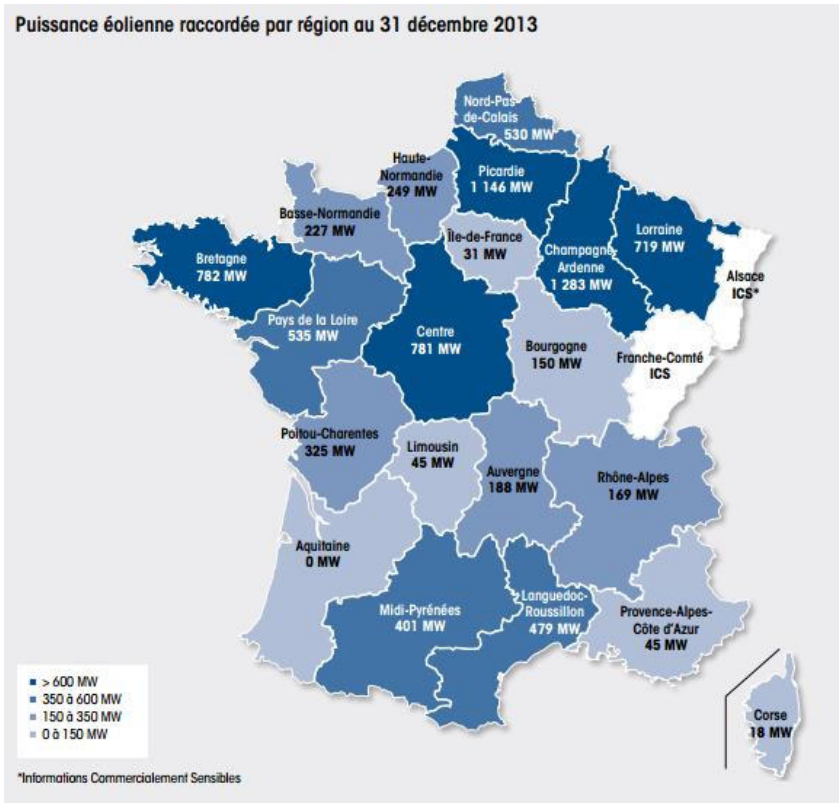 Puissance éolienne raccordée par région au 31 décembre 2013
Nord-Pas-
de-Calais
530 MW
Haute-
Normandie
249 MW
Picardie
1 146 MW
Basse-Normandie
227 MW
Île-de-France
31 MW
Champagne
Ardenne
1 283 MW
Lorraine
719 MW
Alsace
ICS*
Bretagne
782 MW
Pays de la Loire
535 MW
Centre
781 MW
Bourgogne
150 MW
Franche-Comté
ICS
Poitou-Charentes
325 MW
Limousin
45 MW
Auvergne
188 MW
Rhône-Alpes
169 MW
Aquitaine
0 MW
Midi-Pyrénées
401 MW
Languedoc-
Roussillon
479 MW
Provence-Alpes-
Côte d'Azur
45 MW
Corse
18 MW
> 600 MW
350 à 600 MW
150 à 350 MW
0 à 150 MW
*Informations Commercialement Sensibles